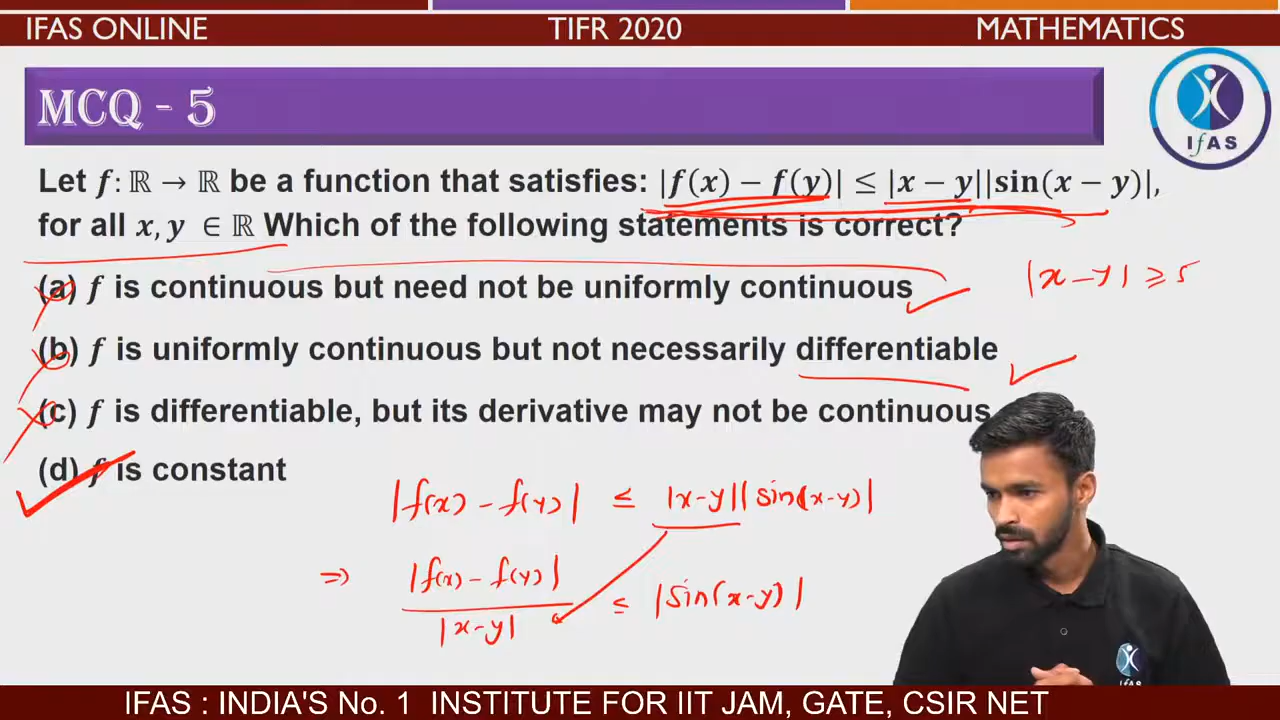 IFAS ONLINE TIFR 2020 MATHEMATICS
MCQ - 5
IFAS
Let f: ℝ → ℝ be a function that satisfies: |f(x) − f(y)| ≤ |x − y||sin(x − y)|,
for all x, y ∈ ℝ Which of the following statements is correct?
(a) f is continuous but need not be uniformly continuous
|x-y| ≥ 5
(b) f is uniformly continuous but not necessarily differentiable
(c) f is differentiable, but its derivative may not be continuous
(d) f is constant
|f(x) - f(y)| ≤ |x-y||sin(x-y)|
⇒ |f(x) - f(y)| / |x-y| ≤ |sin(x-y)|
IFAS
IFAS : INDIA'S No. 1 INSTITUTE FOR IIT JAM, GATE, CSIR NET